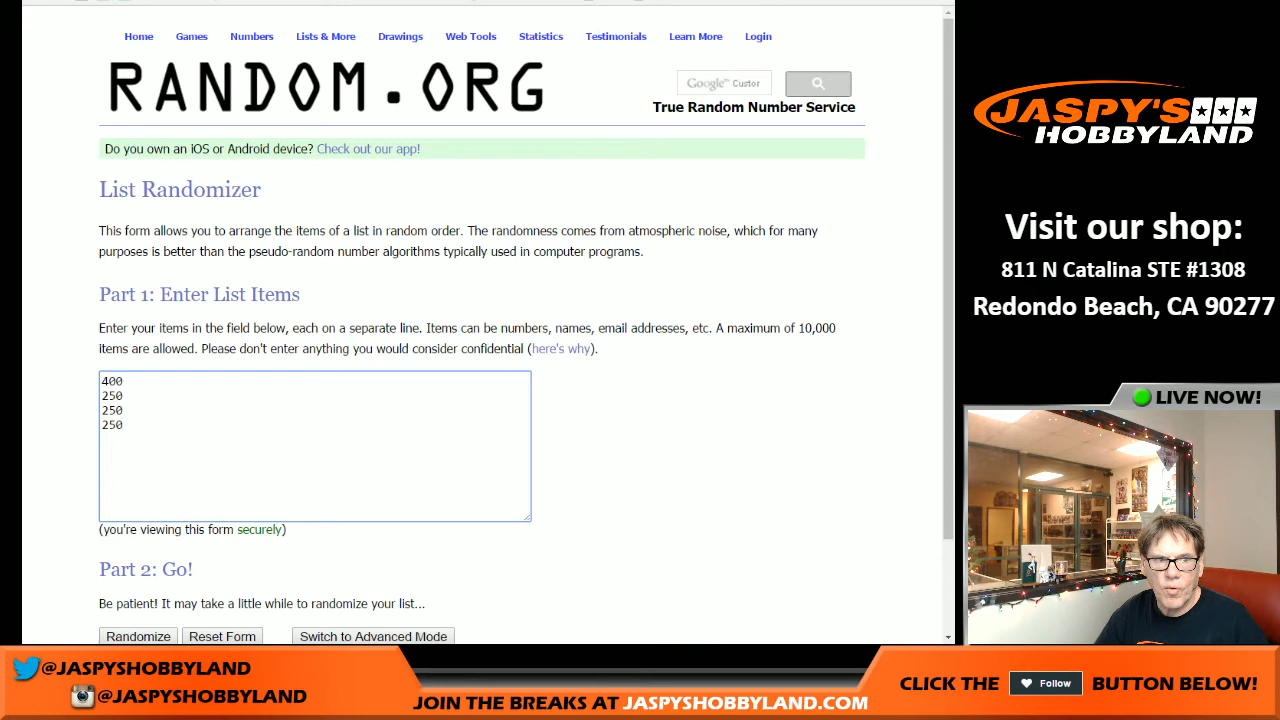 Home Games Numbers Lists & More Drawings Web Tools Statistics Testimonials Learn More Login
RANDOM.ORG
Google™ Custor
True Random Number Service
Do you own an iOS or Android device? Check out our app!
List Randomizer
This form allows you to arrange the items of a list in random order. The randomness comes from atmospheric noise, which for many
purposes is better than the pseudo-random number algorithms typically used in computer programs.
Part 1: Enter List Items
Enter your items in the field below, each on a separate line. Items can be numbers, names, email addresses, etc. A maximum of 10,000
items are allowed. Please don't enter anything you would consider confidential (here's why).
400
250
250
250
(you're viewing this form securely)
Part 2: Go!
Be patient! It may take a little while to randomize your list...
Randomize Reset Form Switch to Advanced Mode
JASPY'S
HOBBYLAND
Visit our shop:
811 N Catalina STE #1308
Redondo Beach, CA 90277
LIVE NOW!
@JASPYSHOBBYLAND
@JASPYSHOBBYLAND
JOIN THE BREAKS AT JASPYSHOBBYLAND.COM
CLICK THE Follow BUTTON BELOW!